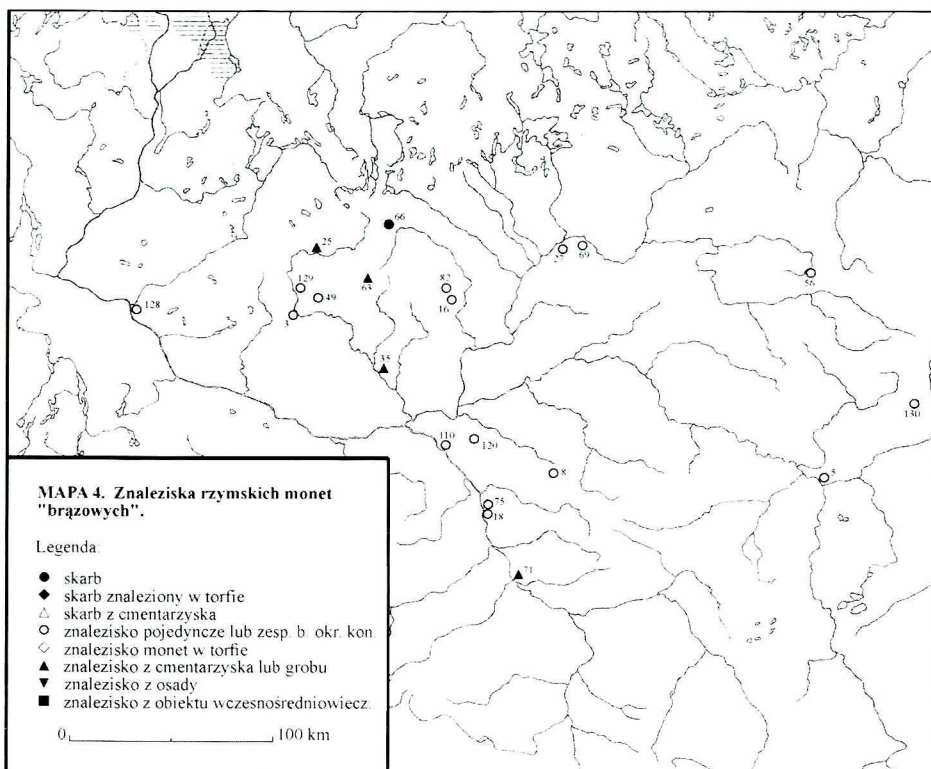 66
25
63
129
49
3
82
16
27
69
56
128
35
130
110
120
8
5
75
18
71
MAPA 4. Znaleziska rzymskich monet
"brązowych".
Legenda:
skarb
skarb znaleziony w torfie
skarb z cmentarzyska
znalezisko pojedyncze lub zesp. b. okr. kon.
znalezisko monet w torfie
znalezisko z cmentarzyska lub grobu
znalezisko z osady
znalezisko z obiektu wczesnośredniowiecz.
0 100 km